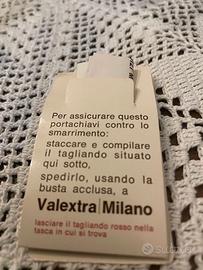 Per assicurare questo
portachiavi contro lo
smarrimento:
staccare e compilare
il tagliando situato
qui sotto,
spedirlo, usando la
busta acclusa, a
Valextra Milano
lasciare il tagliando rosso nella
tasca in cui si trova
subito